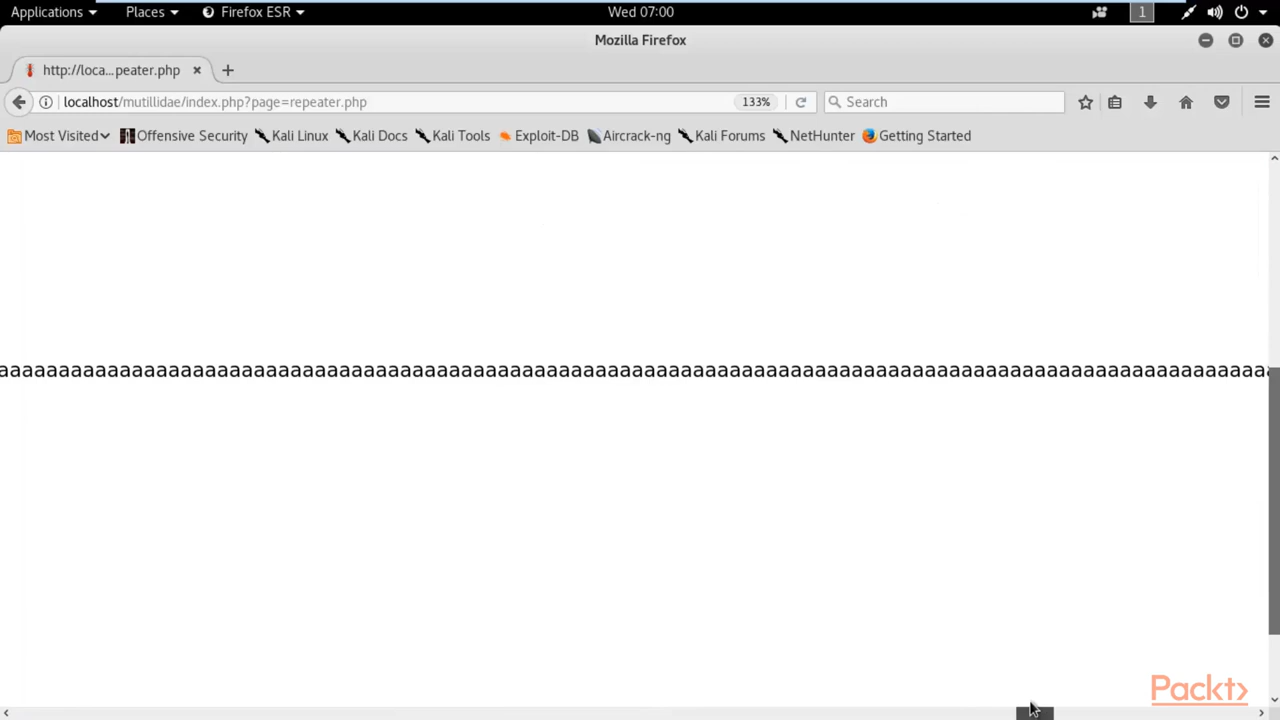 Applications Places Firefox ESR Wed 07:00 1
Mozilla Firefox
http://loca...peater.php
localhost/mutillidae/index.php?page=repeater.php 133% Search
Most Visited Offensive Security Kali Linux Kali Docs Kali Tools Exploit-DB Aircrack-ng Kali Forums NetHunter Getting Started
aaaaaaaaaaaaaaaaaaaaaaaaaaaaaaaaaaaaaaaaaaaaaaaaaaaaaaaaaaaaaaaaaaaaaaaaaaaaaaaaaaaaaaaaaaaaaaaaaaaaaaaaa
Packt>